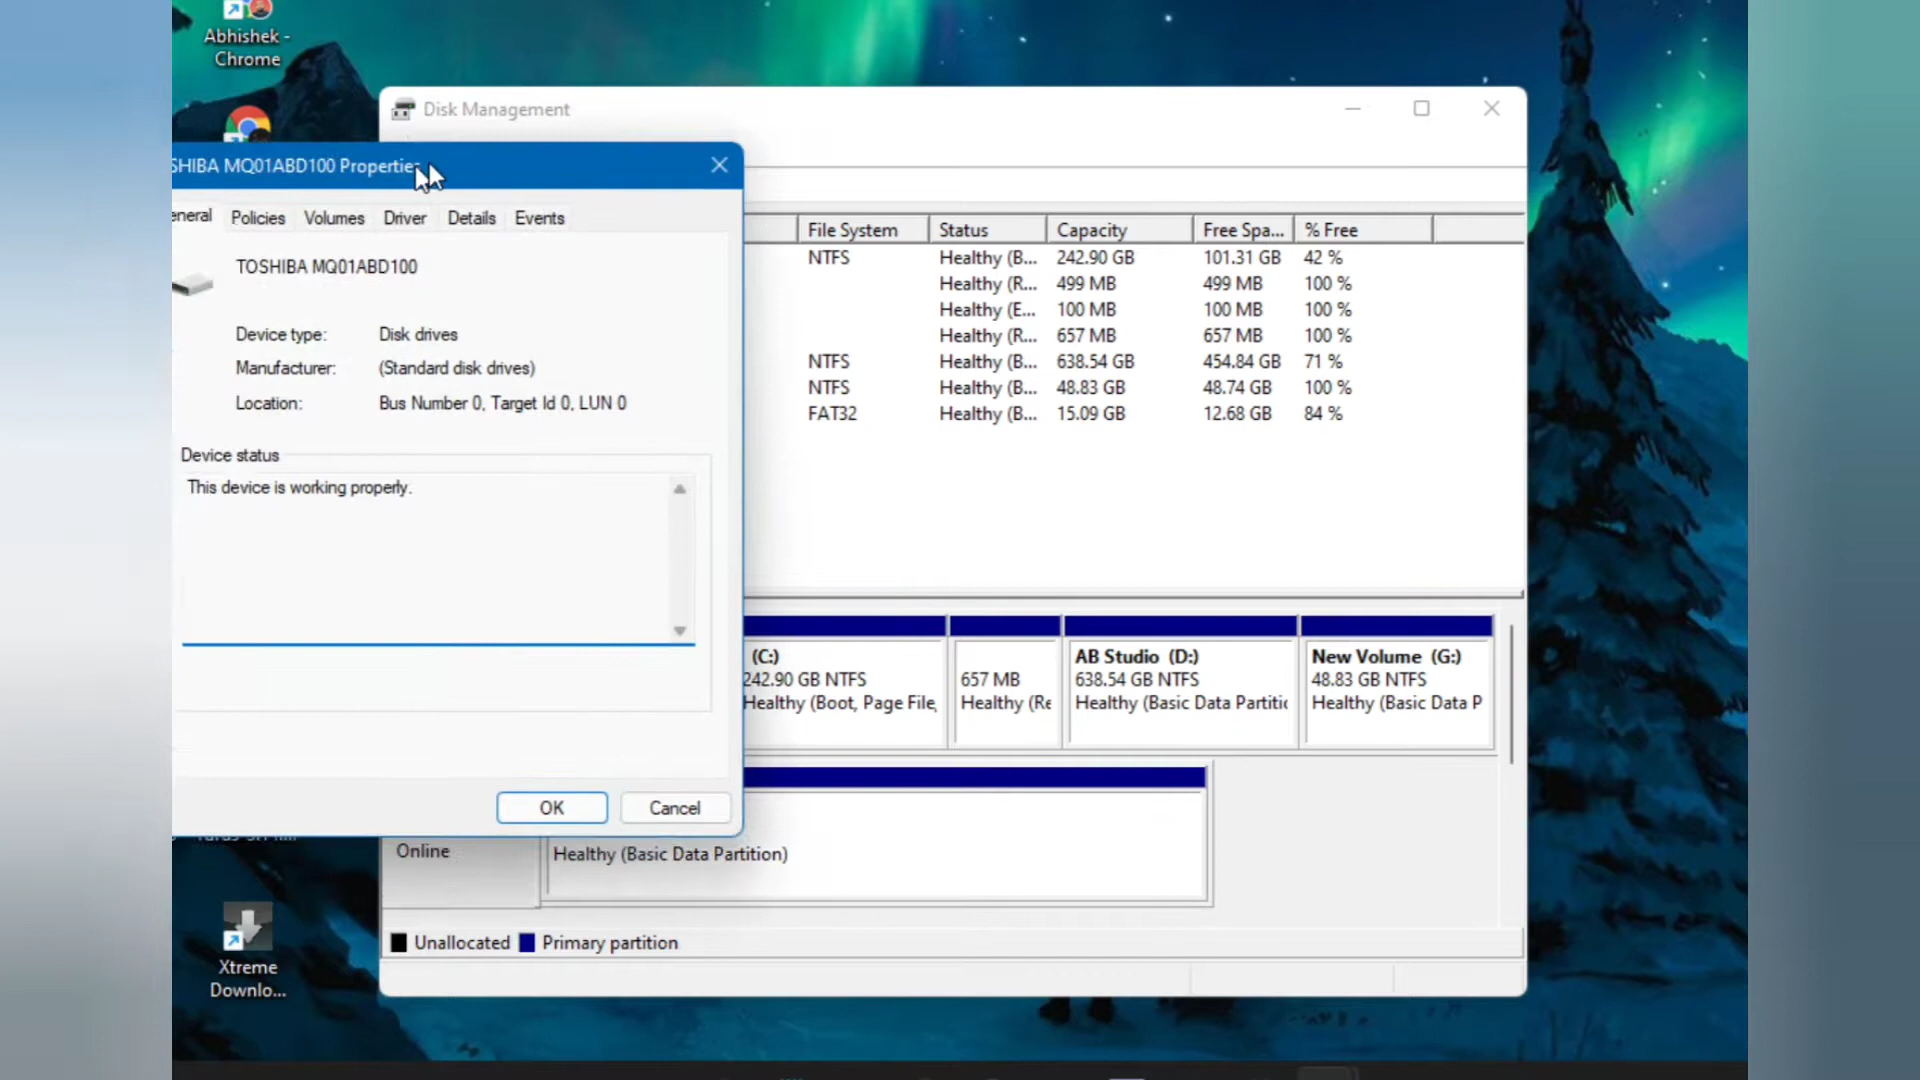 Abhishek -
Chrome
Disk Management
SHIBA MQ01ABD100 Properties
eneral Policies Volumes Driver Details Events
TOSHIBA MQ01ABD100
Device type: Disk drives
Manufacturer: (Standard disk drives)
Location: Bus Number 0, Target Id 0, LUN 0
Device status
This device is working properly.
OK Cancel
File System Status Capacity Free Spa... % Free
NTFS Healthy (B... 242.90 GB 101.31 GB 42 %
Healthy (R... 499 MB 499 MB 100 %
Healthy (E... 100 MB 100 MB 100 %
Healthy (R... 657 MB 657 MB 100 %
NTFS Healthy (B... 638.54 GB 454.84 GB 71 %
NTFS Healthy (B... 48.83 GB 48.74 GB 100 %
FAT32 Healthy (B... 15.09 GB 12.68 GB 84 %
(C:)
242.90 GB NTFS
Healthy (Boot, Page File,
657 MB
Healthy (Re
AB Studio (D:)
638.54 GB NTFS
Healthy (Basic Data Partitic
New Volume (G:)
48.83 GB NTFS
Healthy (Basic Data P
Online
Healthy (Basic Data Partition)
Unallocated Primary partition
Xtreme
Downlo...